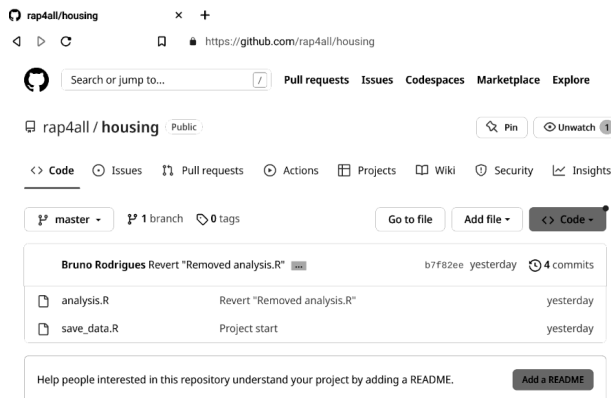 rap4all/housing
https://github.com/rap4all/housing
Search or jump to... / Pull requests Issues Codespaces Marketplace Explore
rap4all / housing Public Pin Unwatch 1
<> Code Issues Pull requests Actions Projects Wiki Security Insights
master 1 branch 0 tags Go to file Add file <> Code
Bruno Rodrigues Revert "Removed analysis.R" ... b7f82ee yesterday 4 commits
analysis.R Revert "Removed analysis.R" yesterday
save_data.R Project start yesterday
Help people interested in this repository understand your project by adding a README. Add a README